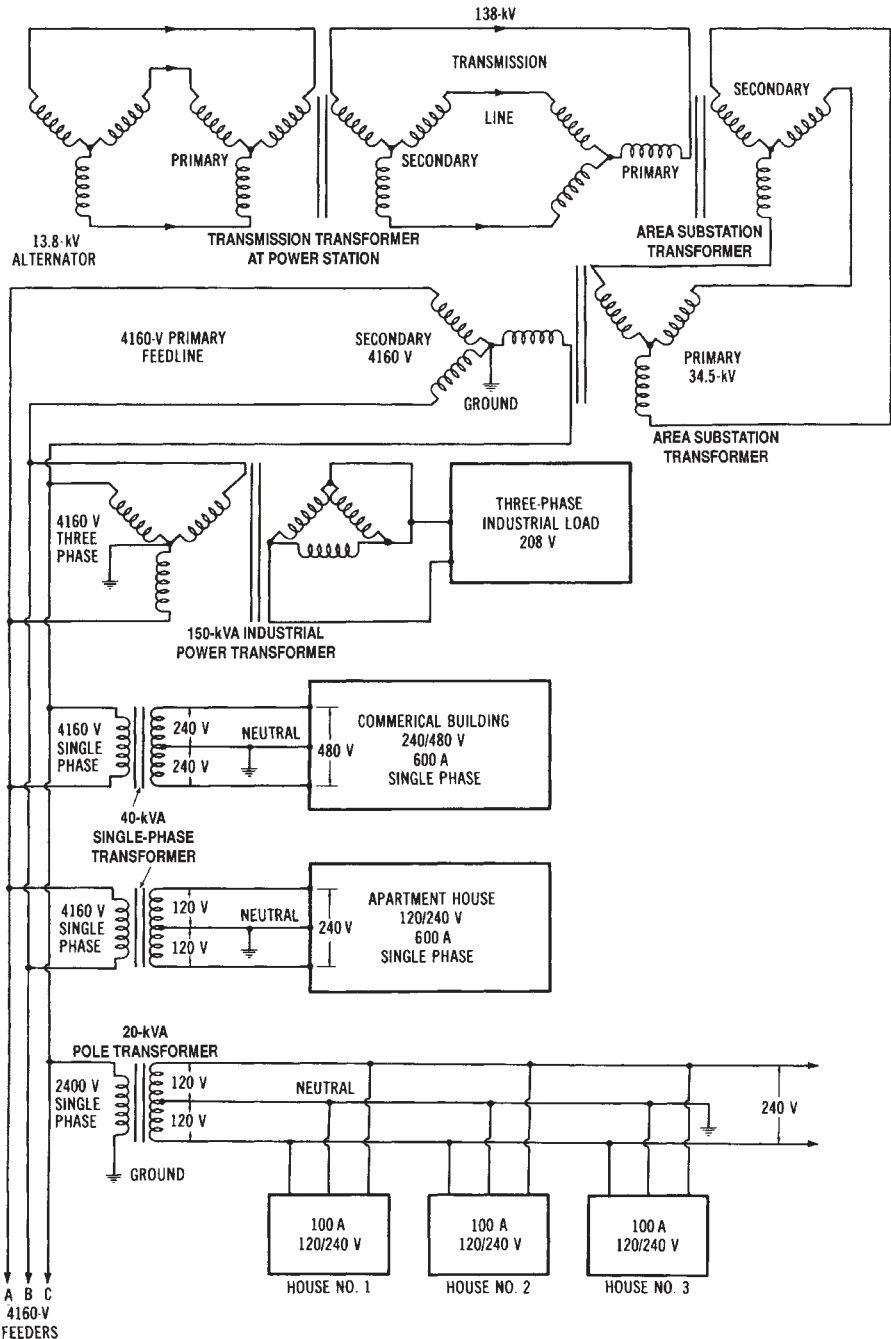 138-kV
TRANSMISSION
LINE
SECONDARY
PRIMARY
SECONDARY
PRIMARY
13.8-kV
ALTERNATOR
TRANSMISSION TRANSFORMER
AT POWER STATION
AREA SUBSTATION
TRANSFORMER
4160-V PRIMARY
FEEDLINE
SECONDARY
4160 V
GROUND
PRIMARY
34.5-kV
AREA SUBSTATION
TRANSFORMER
4160 V
THREE
PHASE
THREE-PHASE
INDUSTRIAL LOAD
208 V
150-kVA INDUSTRIAL
POWER TRANSFORMER
4160 V
SINGLE
PHASE
240 V
240 V
NEUTRAL
480 V
COMMERICAL BUILDING
240/480 V
600 A
SINGLE PHASE
40-kVA
SINGLE-PHASE
TRANSFORMER
4160 V
SINGLE
PHASE
120 V
120 V
NEUTRAL
240 V
APARTMENT HOUSE
120/240 V
600 A
SINGLE PHASE
20-kVA
POLE TRANSFORMER
2400 V
SINGLE
PHASE
120 V
120 V
NEUTRAL
240 V
GROUND
100 A
120/240 V
HOUSE NO. 1
100 A
120/240 V
HOUSE NO. 2
100 A
120/240 V
HOUSE NO. 3
A B C
4160-V
FEEDERS